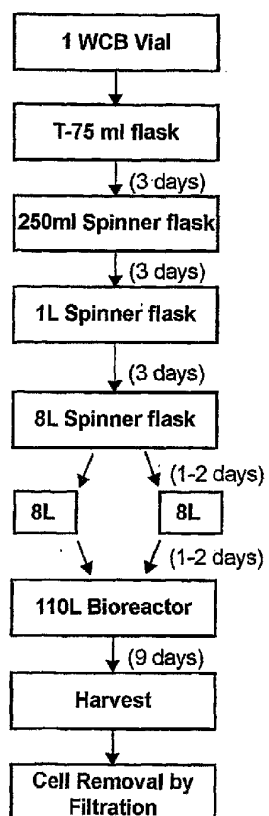 1 WCB Vial
T-75 ml flask
(3 days)
250ml Spinner flask
(3 days)
1L Spinner flask
(3 days)
8L Spinner flask
(1-2 days)
8L
8L
(1-2 days)
110L Bioreactor
(9 days)
Harvest
Cell Removal by
Filtration